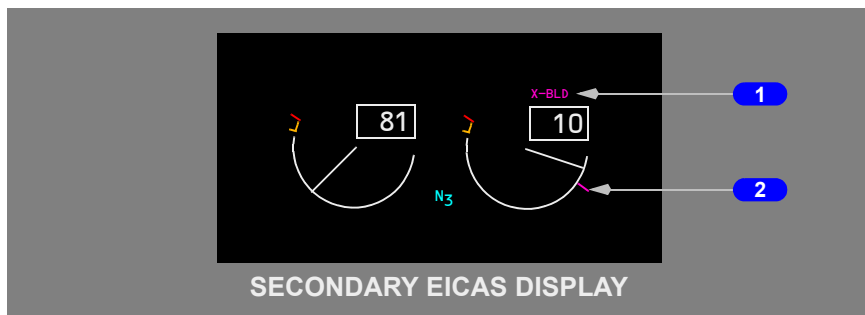 X-BLD
1
81
10
2
N3
SECONDARY EICAS DISPLAY